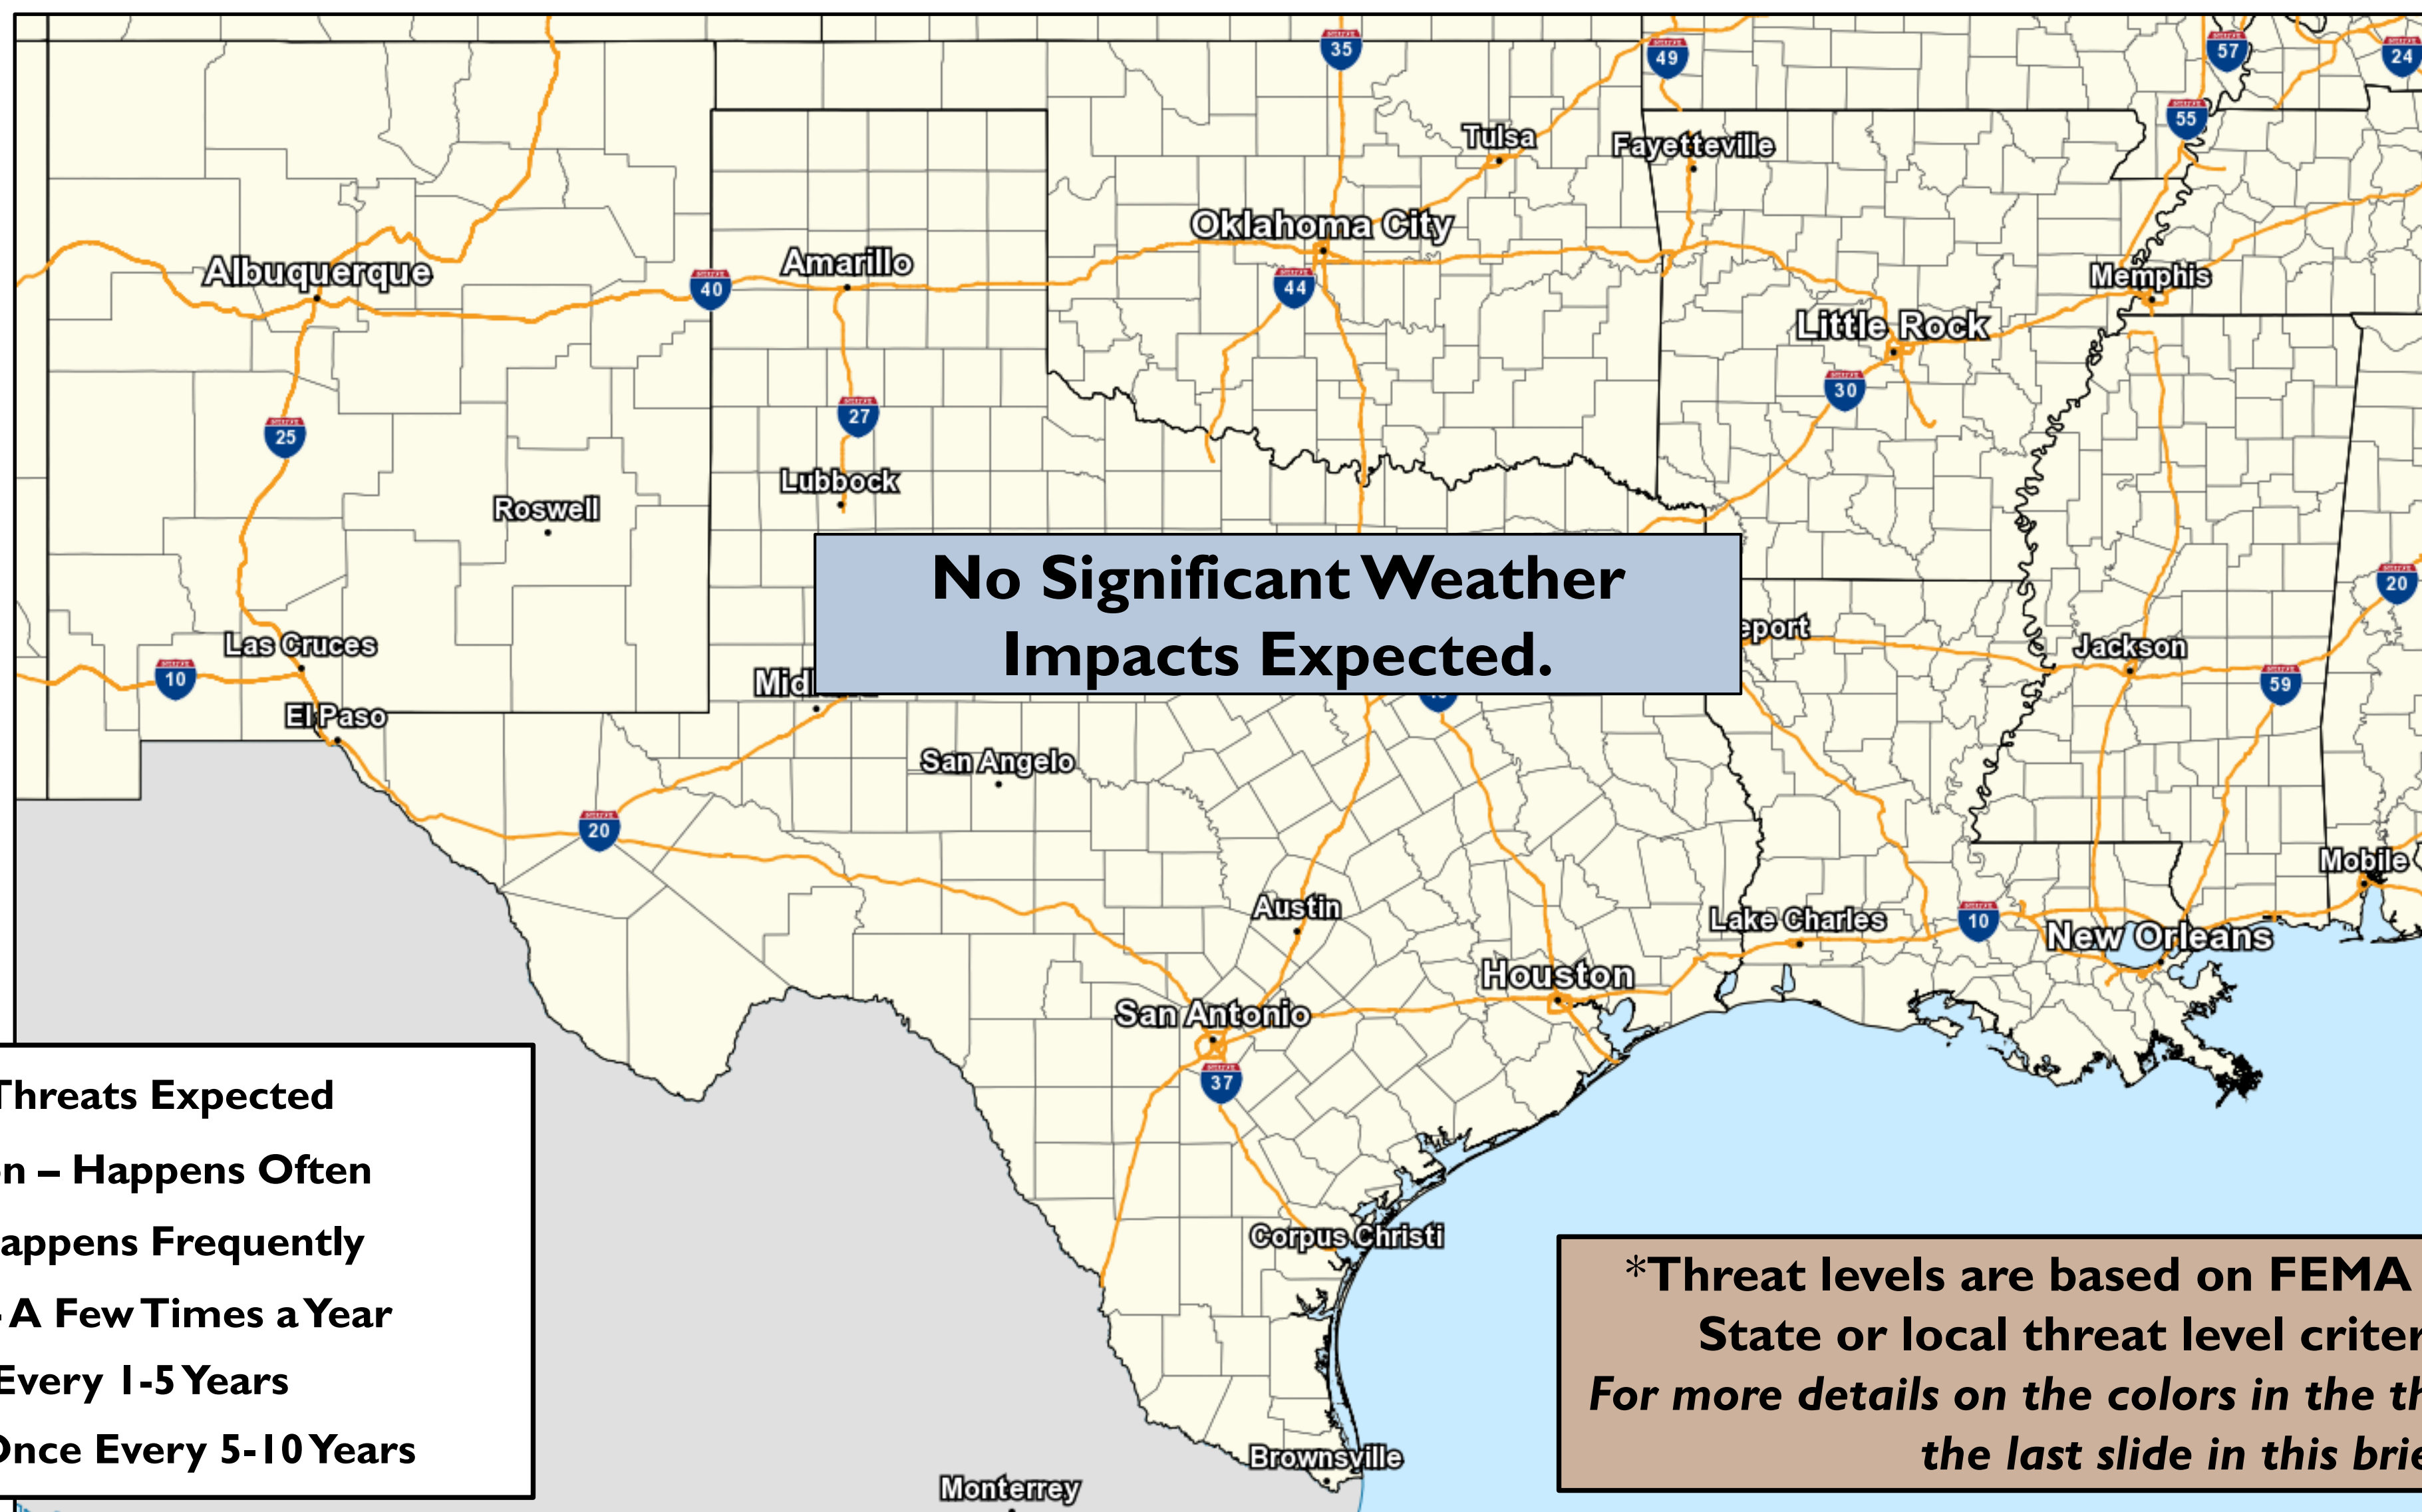 35
49
57
24
55
Tulsa
Fayetteville
Oklahoma City
Albuquerque
Amarillo
40
44
Memphis
Little Rock
30
25
27
Lubbock
Roswell
No Significant Weather
Impacts Expected.
20
eport
Las Cruces
Jackson
10
Mid
59
El Paso
San Angelo
20
Mobile
Austin
Lake Charles
10
New Orleans
Houston
San Antonio
37
Threats Expected
n – Happens Often
appens Frequently
- A Few Times a Year
Every 1-5 Years
Once Every 5-10 Years
Corpus Christi
*Threat levels are based on FEMA
State or local threat level criter
For more details on the colors in the th
the last slide in this brie
Brownsville
Monterrey